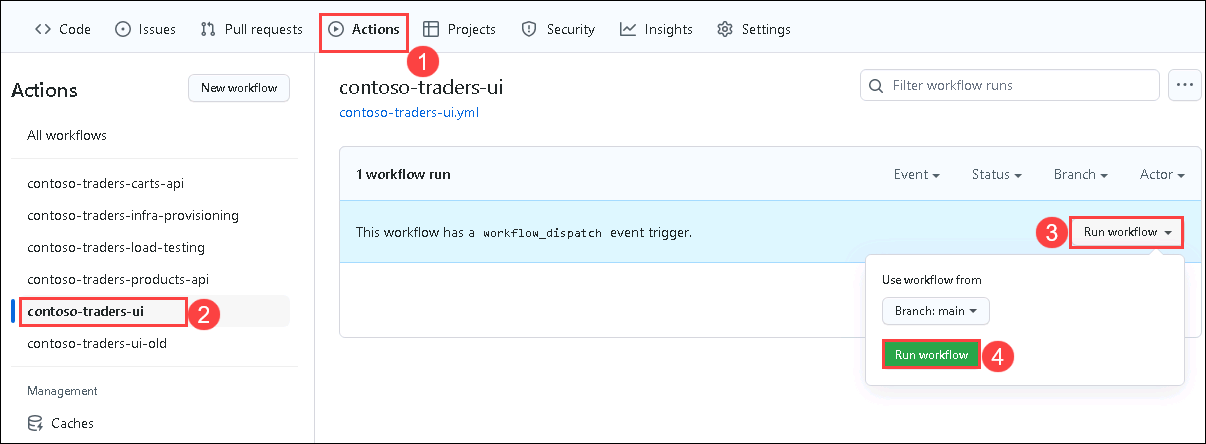 Code Issues Pull requests Actions Projects Security Insights Settings
1
Actions
New workflow
All workflows
contoso-traders-carts-api
contoso-traders-infra-provisioning
contoso-traders-load-testing
contoso-traders-products-api
contoso-traders-ui
2
contoso-traders-ui-old
Management
Caches
contoso-traders-ui
contoso-traders-ui.yml
Filter workflow runs
1 workflow run
Event Status Branch Actor
This workflow has a workflow_dispatch event trigger.
3
Run workflow
Use workflow from
Branch: main
Run workflow
4